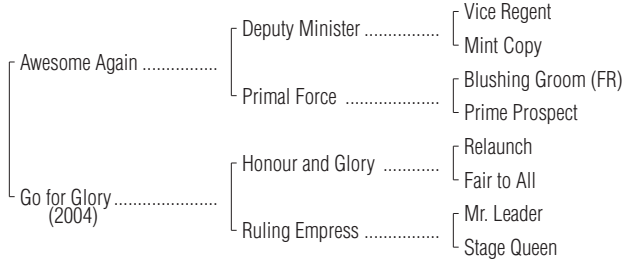 Vice Regent
Deputy Minister ..................
Mint Copy
Awesome Again ................
Blushing Groom (FR)
Primal Force ....................
Prime Prospect
Relaunch
Honour and Glory ............
Fair to All
Go for Glory ......................
(2004)
Mr. Leader
Ruling Empress ................
Stage Queen